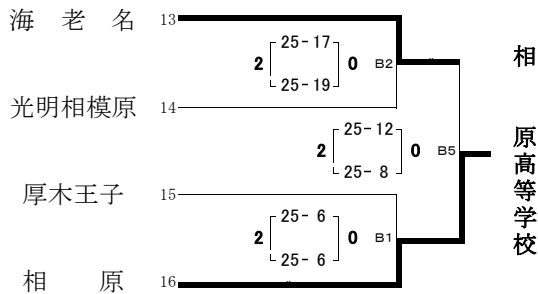 海老名 13
25-17
2 0 B2
25-19
光明相模原 14
25-12
2 0 B5
25-8
厚木王子 15
25-6
2 0 B1
25-6
相原 16
相原高等学校